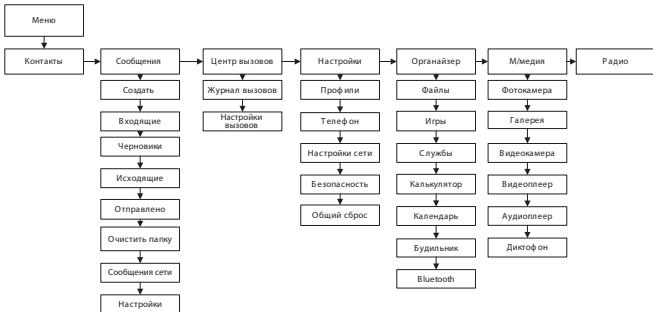 Меню
Контакты
Сообщения
Центр вызовов
Настройки
Органайзер
М/медия
Радио
Создать
Входящие
Черновики
Исходящие
Отправлено
Очистить папку
Сообщения сети
Настройки
Журнал вызовов
Настройки
вызовов
Профили
Телефон
Настройки сети
Безопасность
Общий сброс
Файлы
Игры
Службы
Калькулятор
Календарь
Будильник
Bluetooth
Фотокамера
Галерея
Видеокамера
Видеоплеер
Аудиоплеер
Диктофон